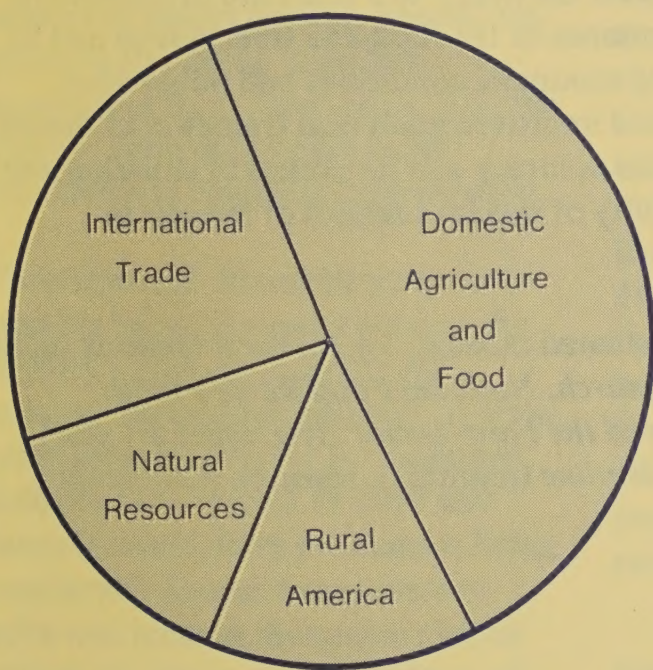 International
Trade
Domestic
Agriculture
and
Food
Natural
Resources
Rural
America